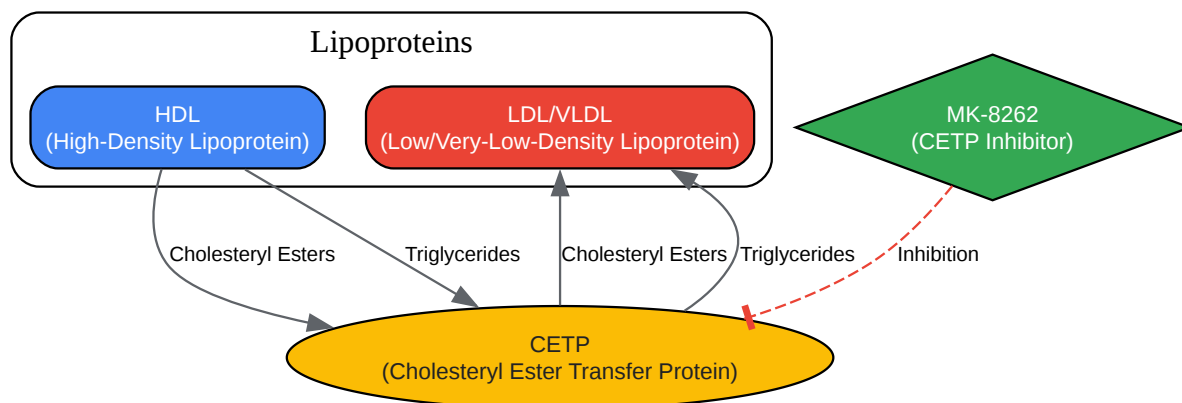 Lipoproteins
HDL
(High-Density Lipoprotein)
LDL/VLDL
(Low/Very-Low-Density Lipoprotein)
MK-8262
(CETP Inhibitor)
Cholesteryl Esters
Triglycerides
Cholesteryl Esters
Triglycerides
Inhibition
CETP
(Cholesteryl Ester Transfer Protein)